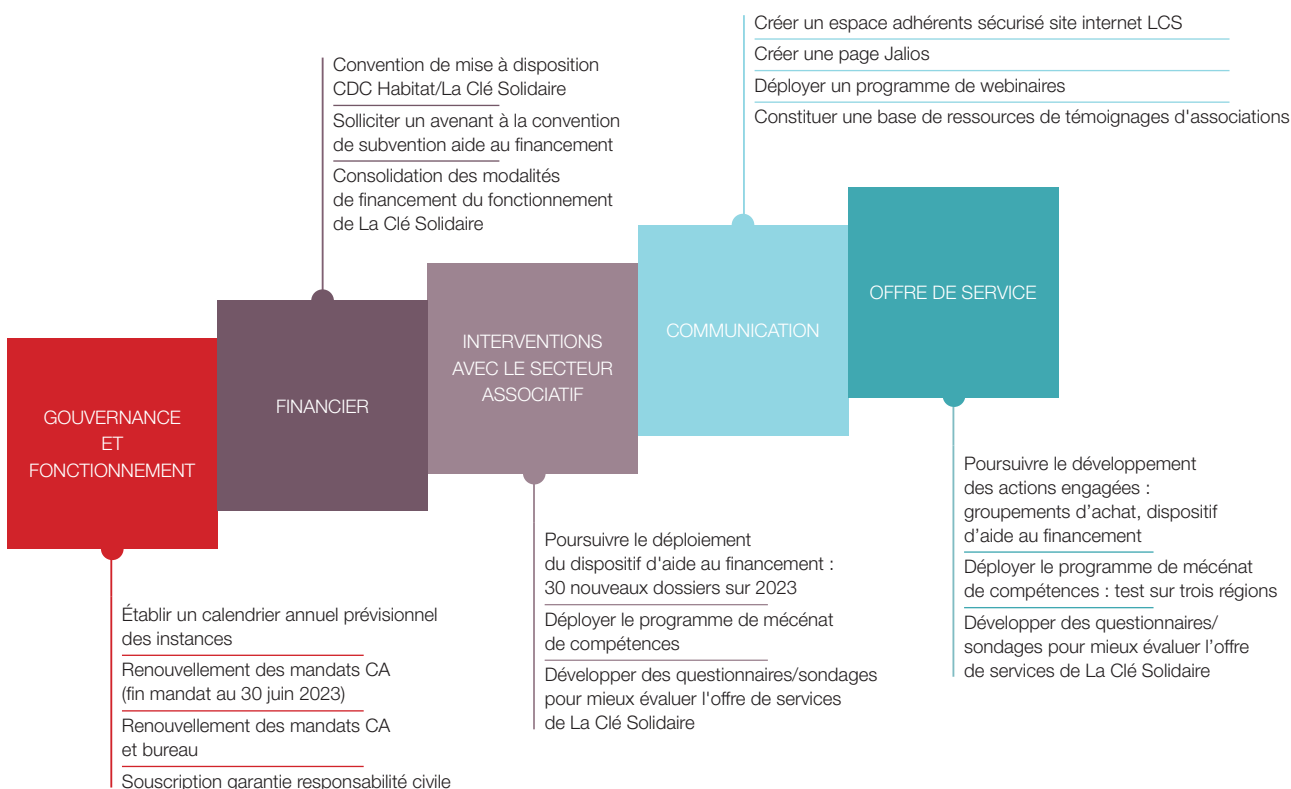 Créer un espace adhérents sécurisé site internet LCS
Créer une page Jalios
Déployer un programme de webinaires
Constituer une base de ressources de témoignages d'associations
Convention de mise à disposition
CDC Habitat/La Clé Solidaire
Solliciter un avenant à la convention
de subvention aide au financement
Consolidation des modalités
de financement du fonctionnement
de La Clé Solidaire
GOUVERNANCE
ET
FONCTIONNEMENT
FINANCIER
INTERVENTIONS
AVEC LE SECTEUR
ASSOCIATIF
COMMUNICATION
OFFRE DE SERVICE
Établir un calendrier annuel prévisionnel
des instances
Renouvellement des mandats CA
(fin mandat au 30 juin 2023)
Renouvellement des mandats CA
et bureau
Souscription garantie responsabilité civile
Poursuivre le déploiement
du dispositif d'aide au financement :
30 nouveaux dossiers sur 2023
Déployer le programme de mécénat
de compétences
Développer des questionnaires/sondages
pour mieux évaluer l'offre de services
de La Clé Solidaire
Poursuivre le développement
des actions engagées :
groupements d’achat, dispositif
d’aide au financement
Déployer le programme de mécénat
de compétences : test sur trois régions
Développer des questionnaires/
sondages pour mieux évaluer l’offre
de services de La Clé Solidaire